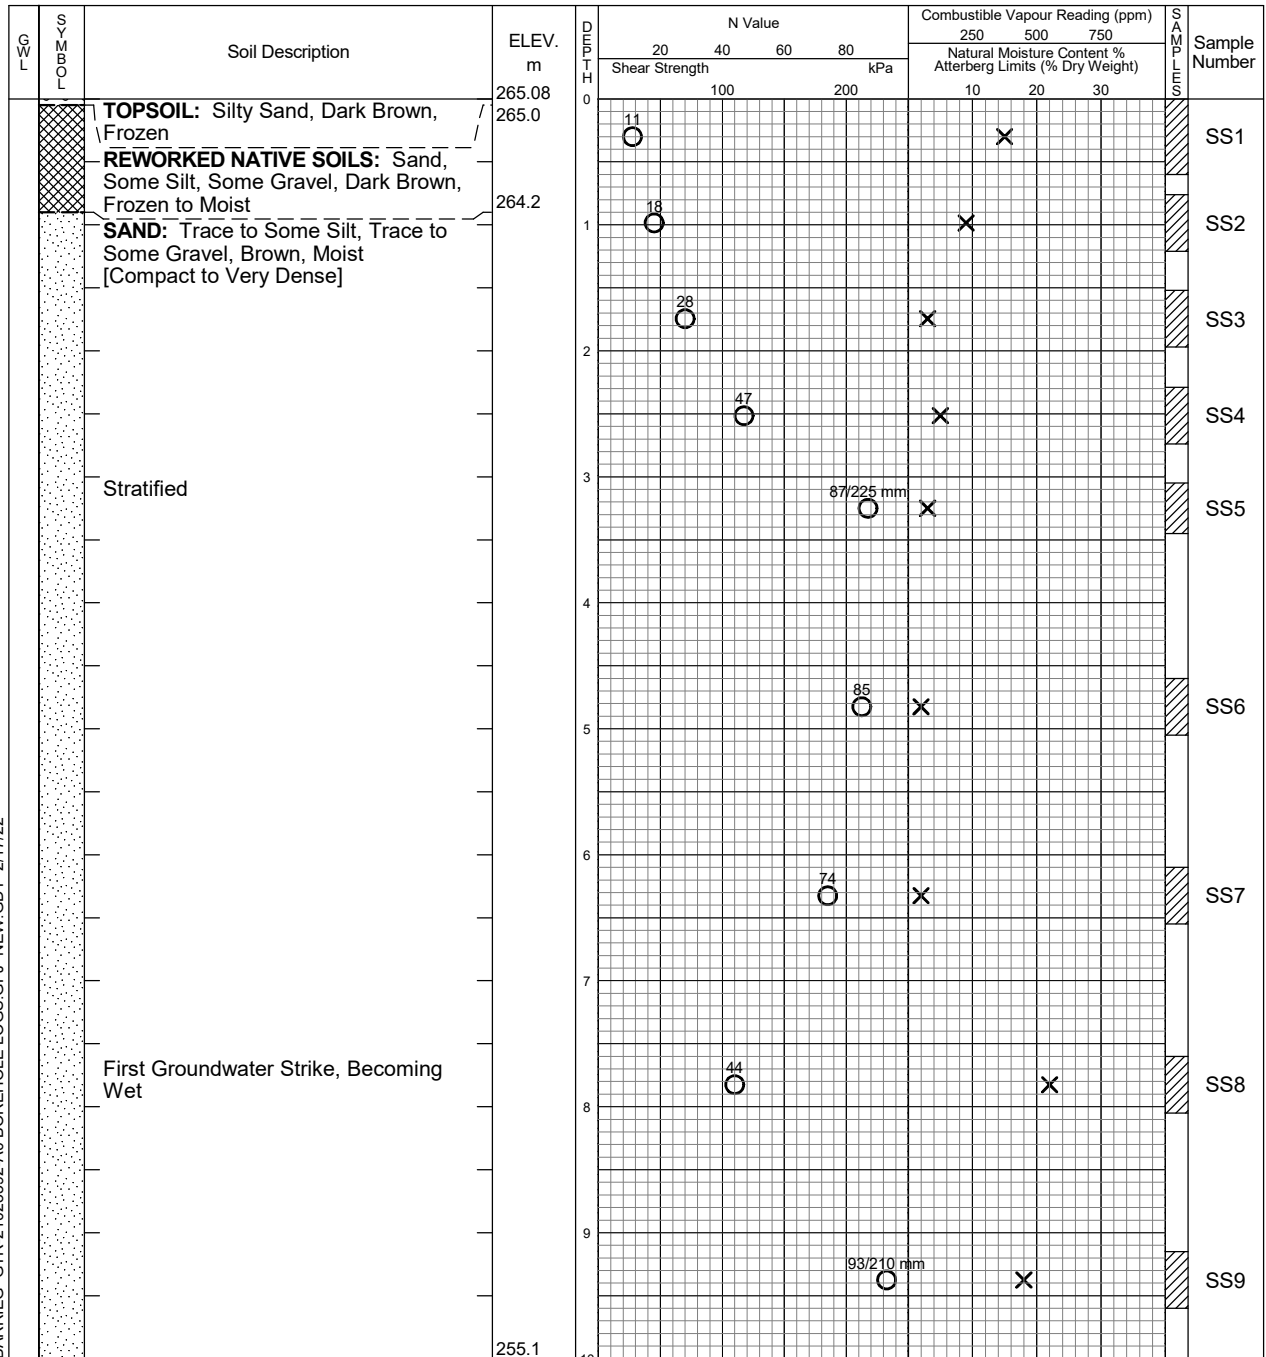 GWL
SYMBOL
Soil Description
ELEV.
m
DEPTH
N Value
20 40 60 80
Shear Strength kPa
100 200
Combustible Vapour Reading (ppm)
250 500 750
Natural Moisture Content %
Atterberg Limits (% Dry Weight)
10 20 30
SAMPLES
Sample
Number
265.08
0
TOPSOIL: Silty Sand, Dark Brown,
Frozen
265.0
11
SS1
REWORKED NATIVE SOILS: Sand,
Some Silt, Some Gravel, Dark Brown,
Frozen to Moist
264.2
18
1
SS2
SAND: Trace to Some Silt, Trace to
Some Gravel, Brown, Moist
[Compact to Very Dense]
28
SS3
2
47
SS4
3
Stratified
87/225 mm
SS5
4
85
SS6
5
6
74
SS7
7
First Groundwater Strike, Becoming
Wet
44
SS8
8
9
93/210 mm
SS9
255.1